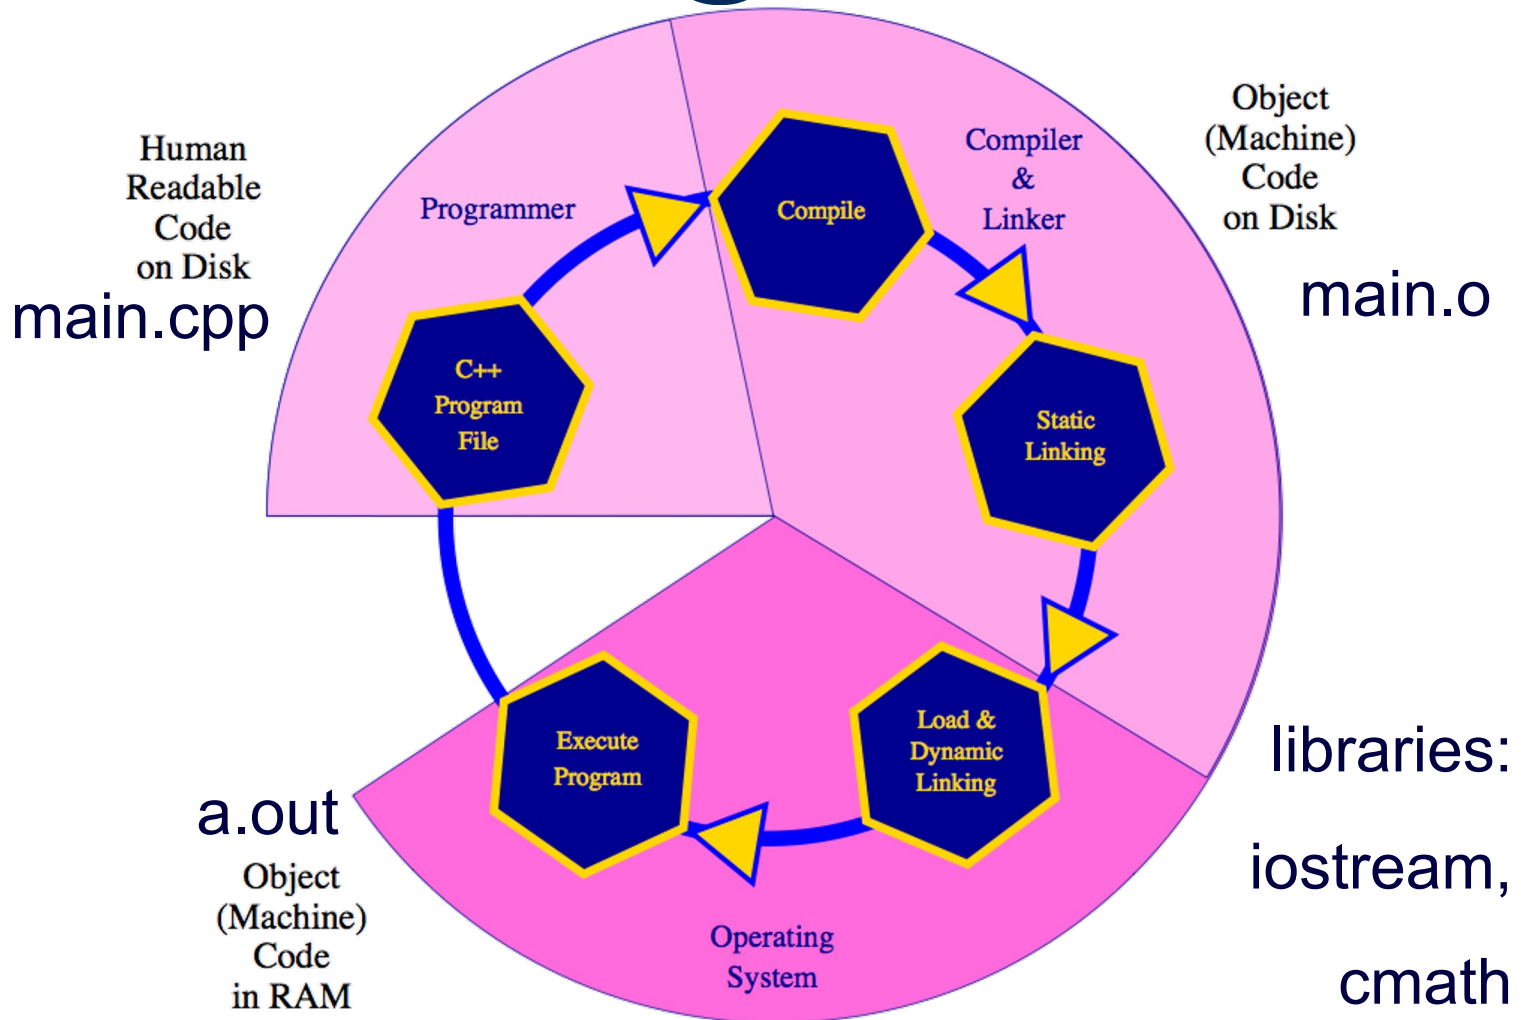 Human
Readable
Code
on Disk
main.cpp
Programmer
C++
Program
File
Compile
Compiler
&
Linker
Object
(Machine)
Code
on Disk
main.o
Static
Linking
Load &
Dynamic
Linking
libraries:
iostream,
cmath
Execute
Program
Operating
System
a.out
Object
(Machine)
Code
in RAM